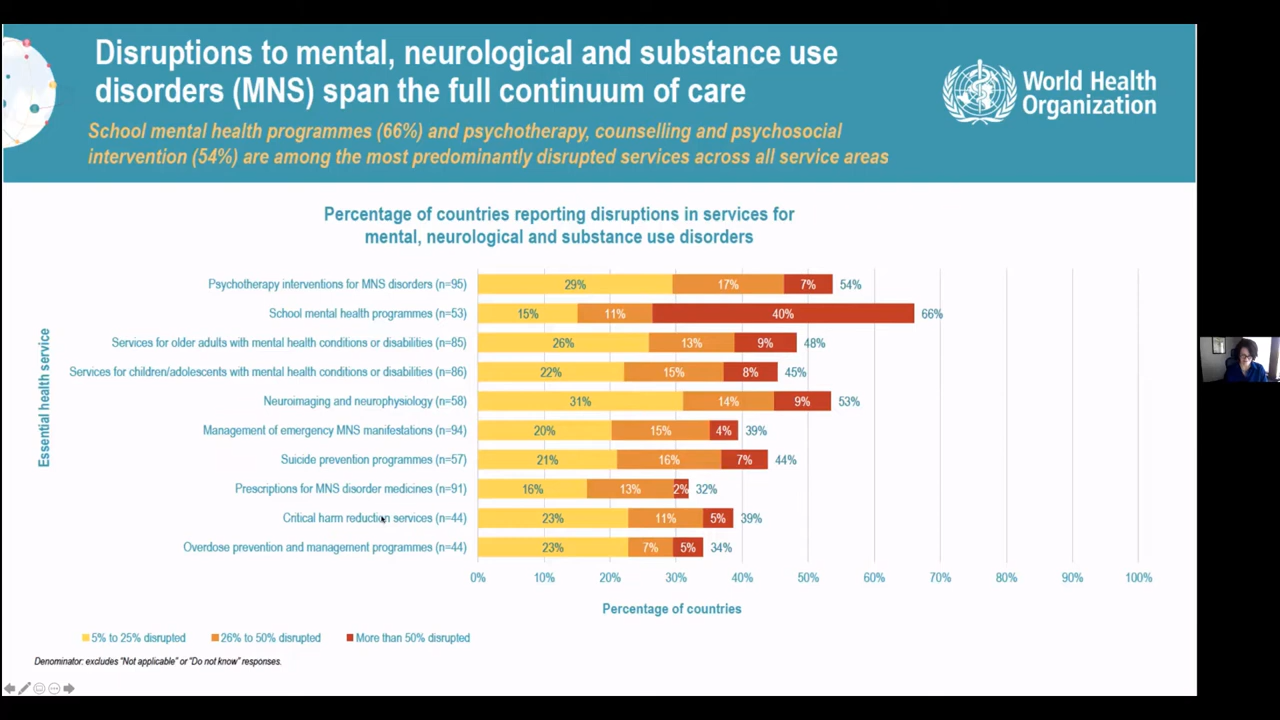 Disruptions to mental, neurological and substance use
disorders (MNS) span the full continuum of care
World Health
Organization
School mental health programmes (66%) and psychotherapy, counselling and psychosocial
intervention (54%) are among the most predominantly disrupted services across all service areas
Percentage of countries reporting disruptions in services for
mental, neurological and substance use disorders
Essential health service
Psychotherapy interventions for MNS disorders (n=95) 29% 17% 7% 54%
School mental health programmes (n=53) 15% 11% 40% 66%
Services for older adults with mental health conditions or disabilities (n=85) 26% 13% 9% 48%
Services for children/adolescents with mental health conditions or disabilities (n=86) 22% 15% 8% 45%
Neuroimaging and neurophysiology (n=58) 31% 14% 9% 53%
Management of emergency MNS manifestations (n=94) 20% 15% 4% 39%
Suicide prevention programmes (n=57) 21% 16% 7% 44%
Prescriptions for MNS disorder medicines (n=91) 16% 13% 2% 32%
Critical harm reduction services (n=44) 23% 11% 5% 39%
Overdose prevention and management programmes (n=44) 23% 7% 5% 34%
0% 10% 20% 30% 40% 50% 60% 70% 80% 90% 100%
Percentage of countries
5% to 25% disrupted 26% to 50% disrupted More than 50% disrupted
Denominator: excludes "Not applicable" or "Do not know" responses.